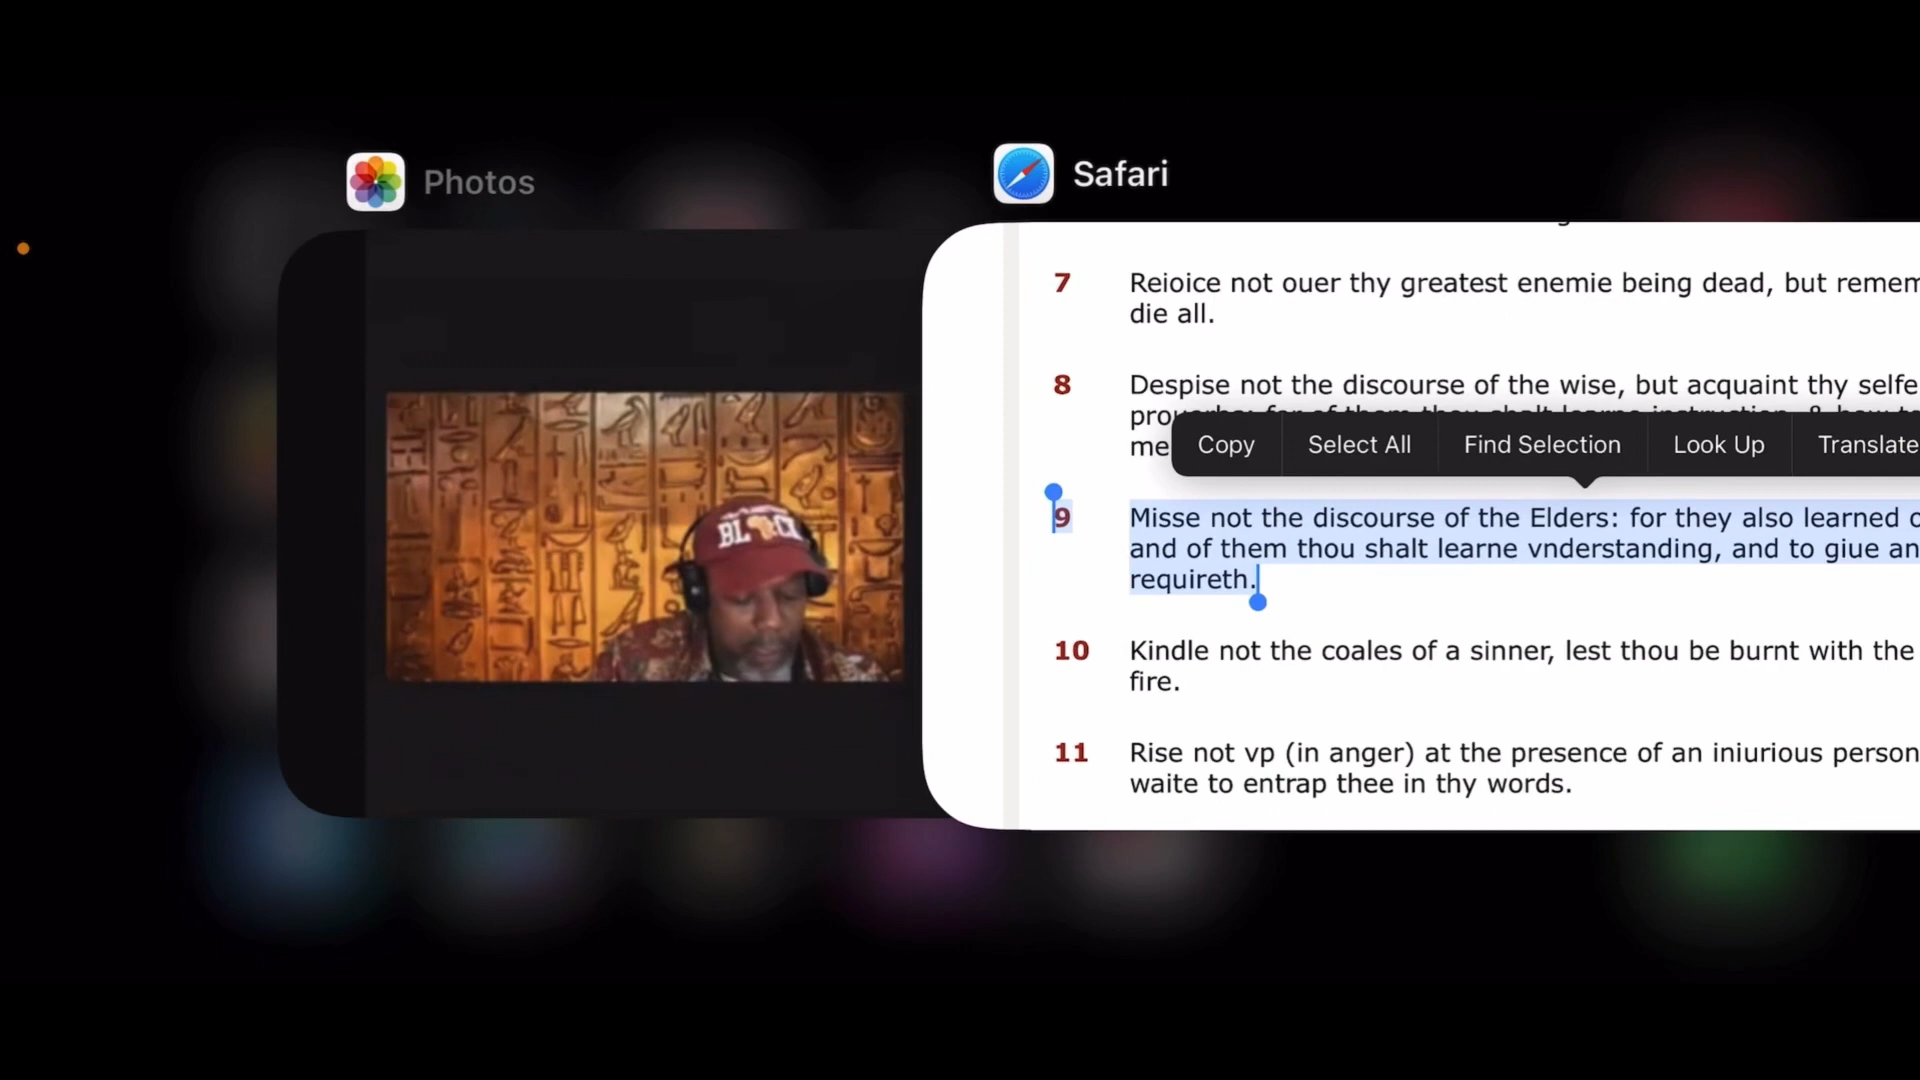 Photos
Safari
7 Reioice not ouer thy greatest enemie being dead, but
die all.
8 Despise not the discourse of the wise, but acquaint thy selfe
Copy Select All Find Selection Look Up Translate
9 Misse not the discourse of the Elders: for they also learned
and of them thou shalt learne vnderstanding, and to giue
requireth.
10 Kindle not the coales of a sinner, lest thou be burnt with the
fire.
11 Rise not vp (in anger) at the presence of an iniurious person
waite to entrap thee in thy words.
BLACK